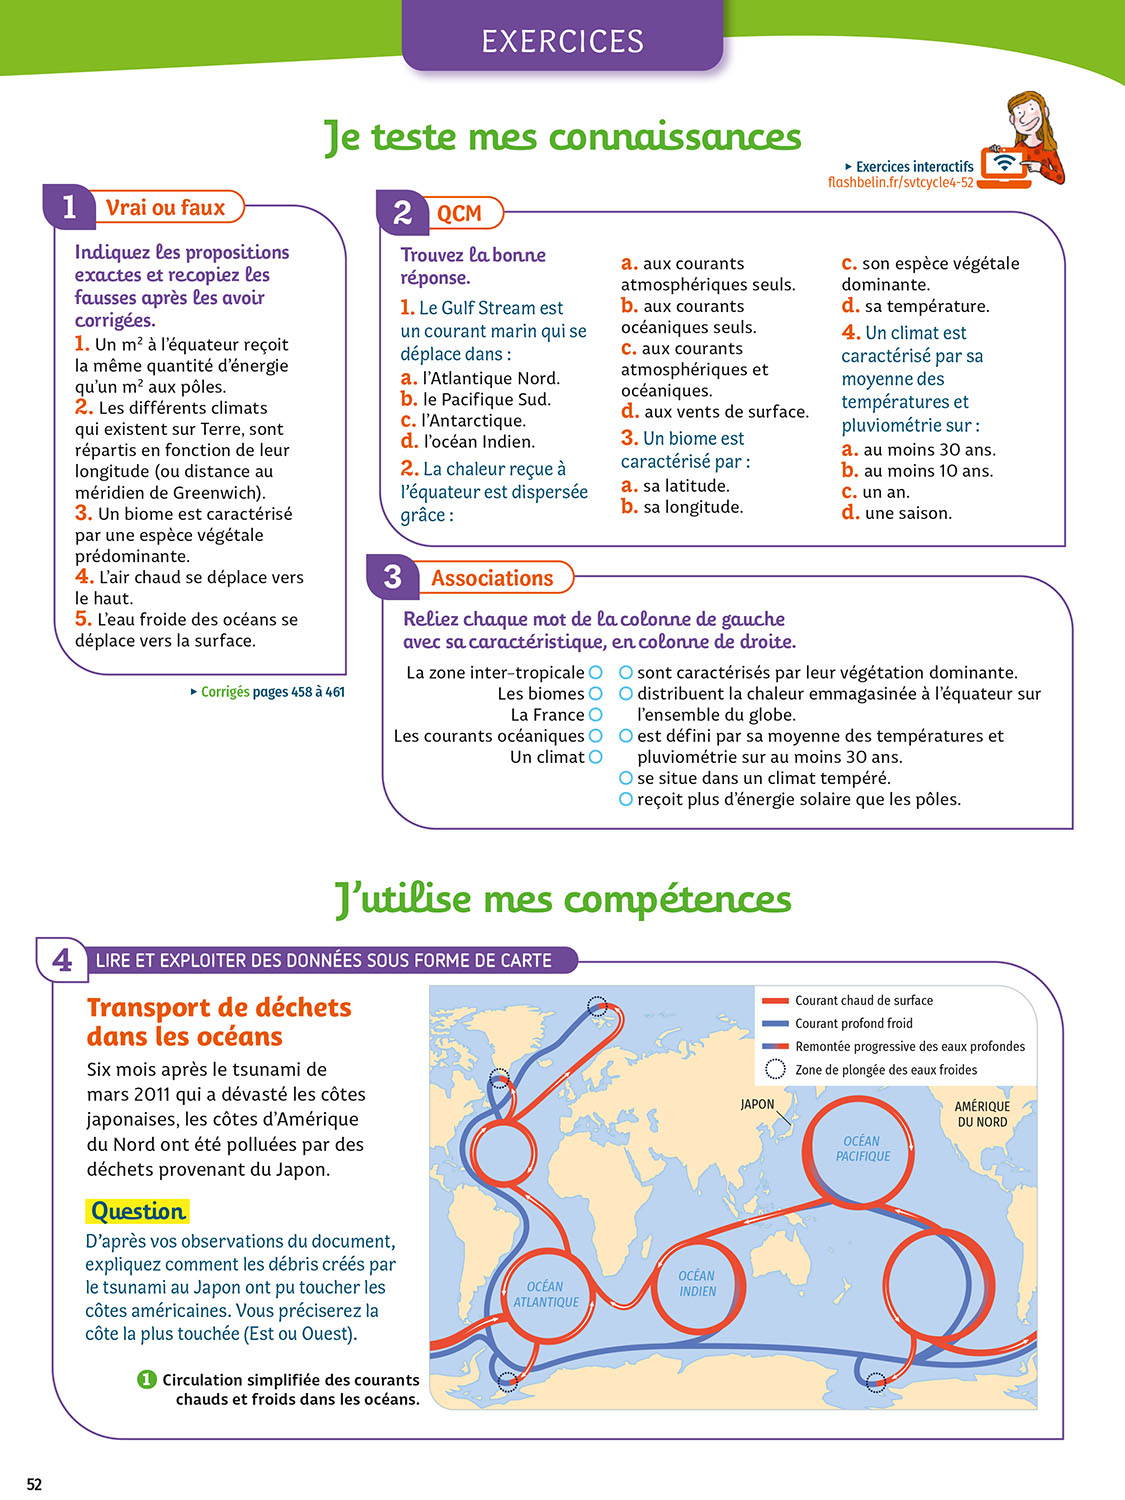 EXERCICES
Je teste mes connaissances
▸ Exercices interactifs
flashbelin.fr/svtcycle4-52
1 Vrai ou faux
Indiquez les propositions
exactes et recopiez les
fausses après les avoir
corrigées.
1. Un m² à l'équateur reçoit
la même quantité d'énergie
qu'un m² aux pôles.
2. Les différents climats
qui existent sur Terre, sont
répartis en fonction de leur
longitude (ou distance au
méridien de Greenwich).
3. Un biome est caractérisé
par une espèce végétale
prédominante.
4. L'air chaud se déplace vers
le haut.
5. L'eau froide des océans se
déplace vers la surface.
▸ Corrigés pages 458 à 461
2 QCM
Trouvez la bonne
réponse.
1. Le Gulf Stream est
un courant marin qui se
déplace dans :
a. l'Atlantique Nord.
b. le Pacifique Sud.
c. l'Antarctique.
d. l'océan Indien.
2. La chaleur reçue à
l'équateur est dispersée
grâce :
a. aux courants
atmosphériques seuls.
b. aux courants
océaniques seuls.
c. aux courants
atmosphériques et
océaniques.
d. aux vents de surface.
3. Un biome est
caractérisé par :
a. sa latitude.
b. sa longitude.
c. son espèce végétale
dominante.
d. sa température.
4. Un climat est
caractérisé par sa
moyenne des
températures et
pluviométrie sur :
a. au moins 30 ans.
b. au moins 10 ans.
c. un an.
d. une saison.
3 Associations
Reliez chaque mot de la colonne de gauche
avec sa caractéristique, en colonne de droite.
La zone inter-tropicale
Les biomes
La France
Les courants océaniques
Un climat
sont caractérisés par leur végétation dominante.
distribuent la chaleur emmagasinée à l'équateur sur
l'ensemble du globe.
est défini par sa moyenne des températures et
pluviométrie sur au moins 30 ans.
se situe dans un climat tempéré.
reçoit plus d'énergie solaire que les pôles.
J'utilise mes compétences
4 LIRE ET EXPLOITER DES DONNÉES SOUS FORME DE CARTE
Transport de déchets
dans les océans
Six mois après le tsunami de
mars 2011 qui a dévasté les côtes
japonaises, les côtes d'Amérique
du Nord ont été polluées par des
déchets provenant du Japon.
Question
D'après vos observations du document,
expliquez comment les débris créés par
le tsunami au Japon ont pu toucher les
côtes américaines. Vous préciserez la
côte la plus touchée (Est ou Ouest).
1 Circulation simplifiée des courants
chauds et froids dans les océans.
Courant chaud de surface
Courant profond froid
Remontée progressive des eaux profondes
Zone de plongée des eaux froides
JAPON
AMÉRIQUE
DU NORD
OCÉAN
PACIFIQUE
OCÉAN
INDIEN
OCÉAN
ATLANTIQUE
52